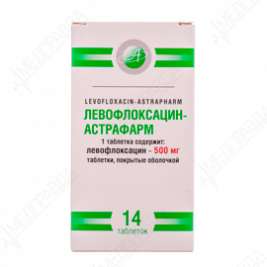 LEVOFLOXACIN-ASTRAPHARM
ЛЕВОФЛОКСАЦИН-
АСТРАФАРМ
1 таблетка содержит:
левофлоксацин - 500 мг
таблетки, покрытые оболочкой
14
таблеток